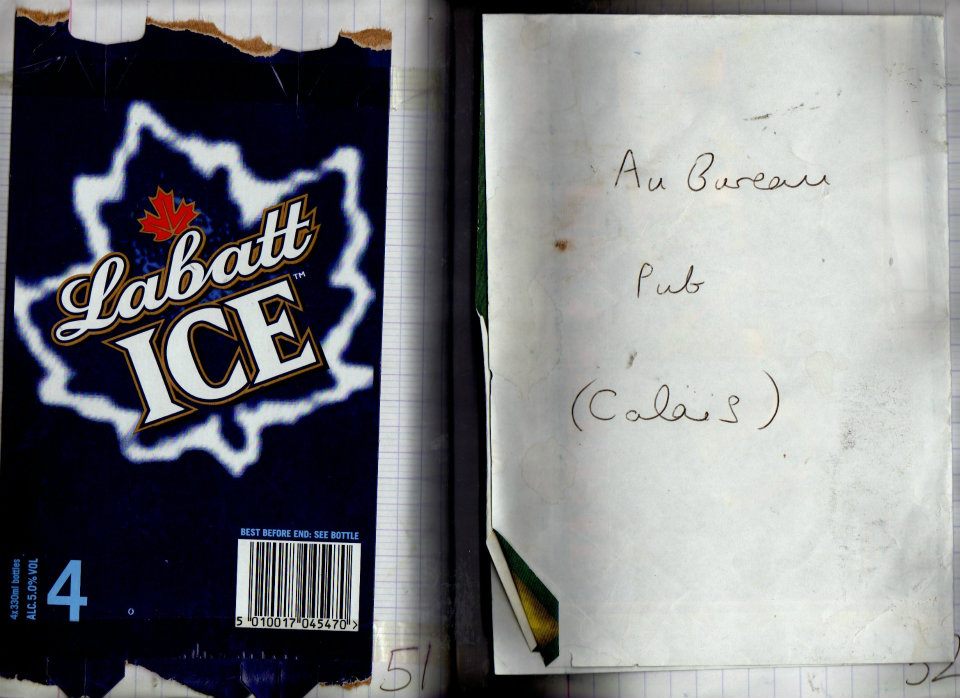 Labatt
ICE™
BEST BEFORE END: SEE BOTTLE
5 010017 045470 >
4x330ml bottles
ALC. 5.0% VOL
4
51
Au Bureau
Pub
(Calais)
52